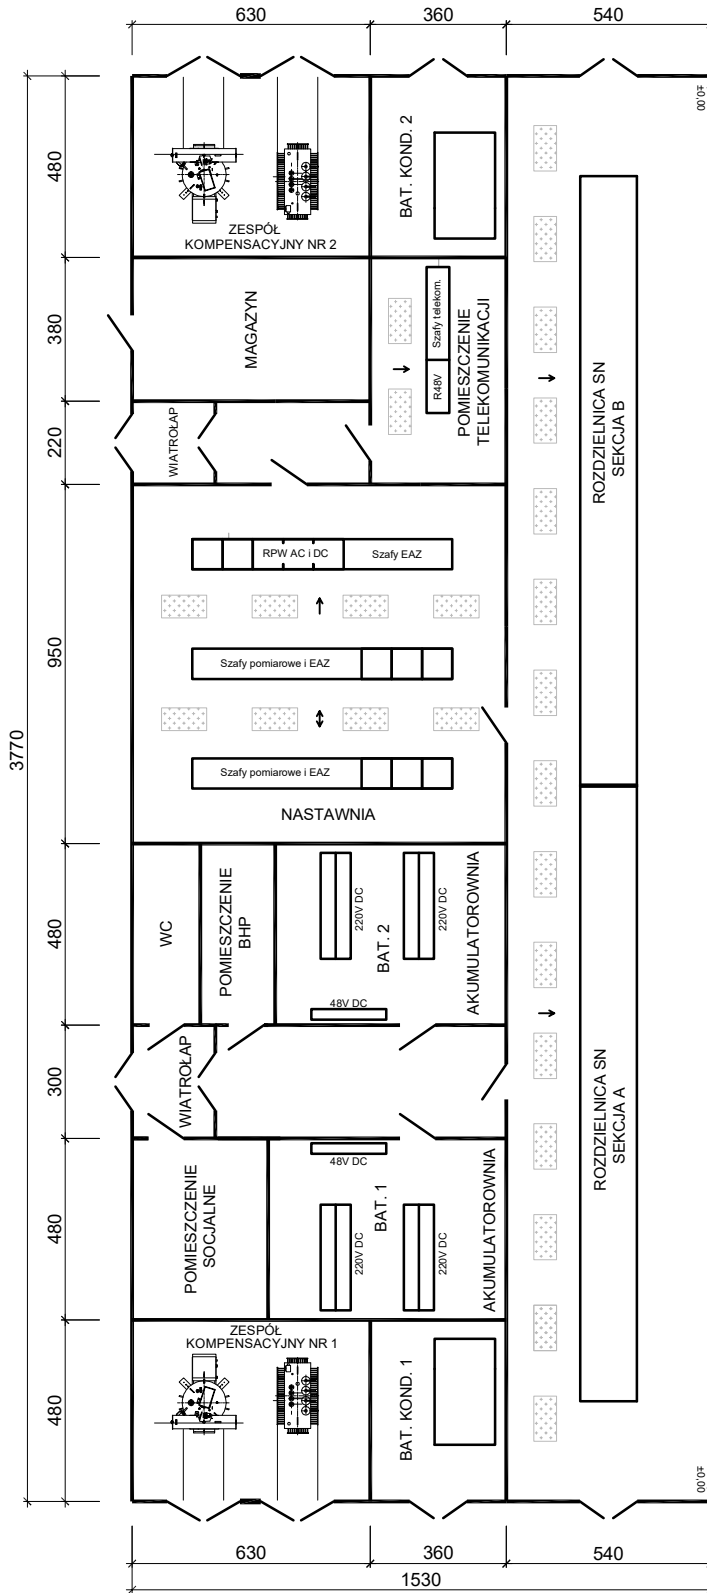 630
360
540
±0,00
480
BAT. KOND. 2
ZESPÓŁ
KOMPENSACYJNY NR 2
MAGAZYN
380
Szafy telekom.
R48V
POMIESZCZENIE
TELEKOMUNIKACJI
ROZDZIELNICA SN
SEKCJA B
220
WIATROŁAP
RPW AC i DC
Szafy EAZ
950
Szafy pomiarowe i EAZ
3770
Szafy pomiarowe i EAZ
NASTAWNIA
480
WC
POMIESZCZENIE
BHP
220V DC
BAT. 2
220V DC
AKUMULATOROWNIA
48V DC
300
WIATROŁAP
ROZDZIELNICA SN
SEKCJA A
48V DC
480
POMIESZCZENIE
SOCJALNE
220V DC
BAT. 1
220V DC
AKUMULATOROWNIA
ZESPÓŁ
KOMPENSACYJNY NR 1
480
BAT. KOND. 1
±0,00
630
360
540
1530